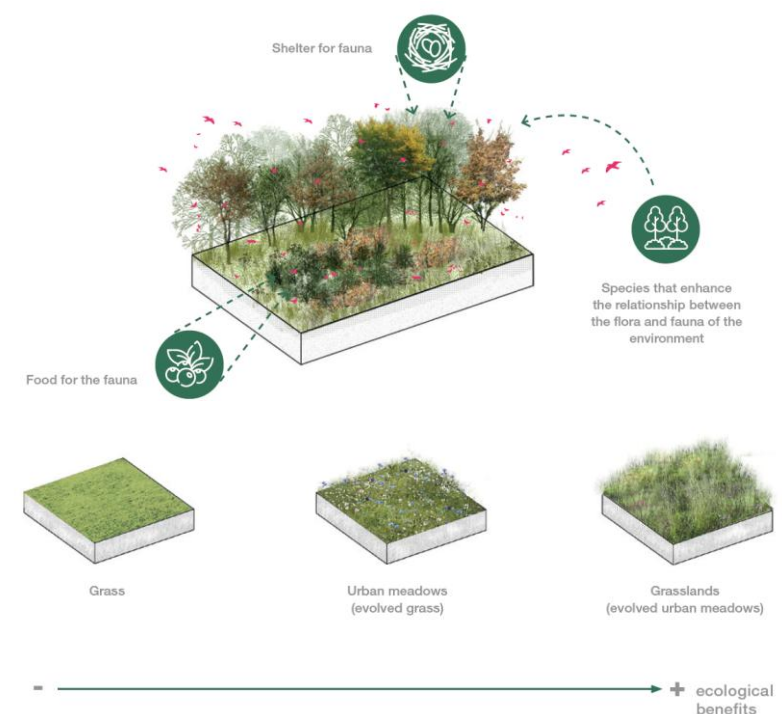 Shelter for fauna
Species that enhance
the relationship between
the flora and fauna of the
environment
Food for the fauna
Grass
Urban meadows
(evolved grass)
Grasslands
(evolved urban meadows)
- + ecological
benefits